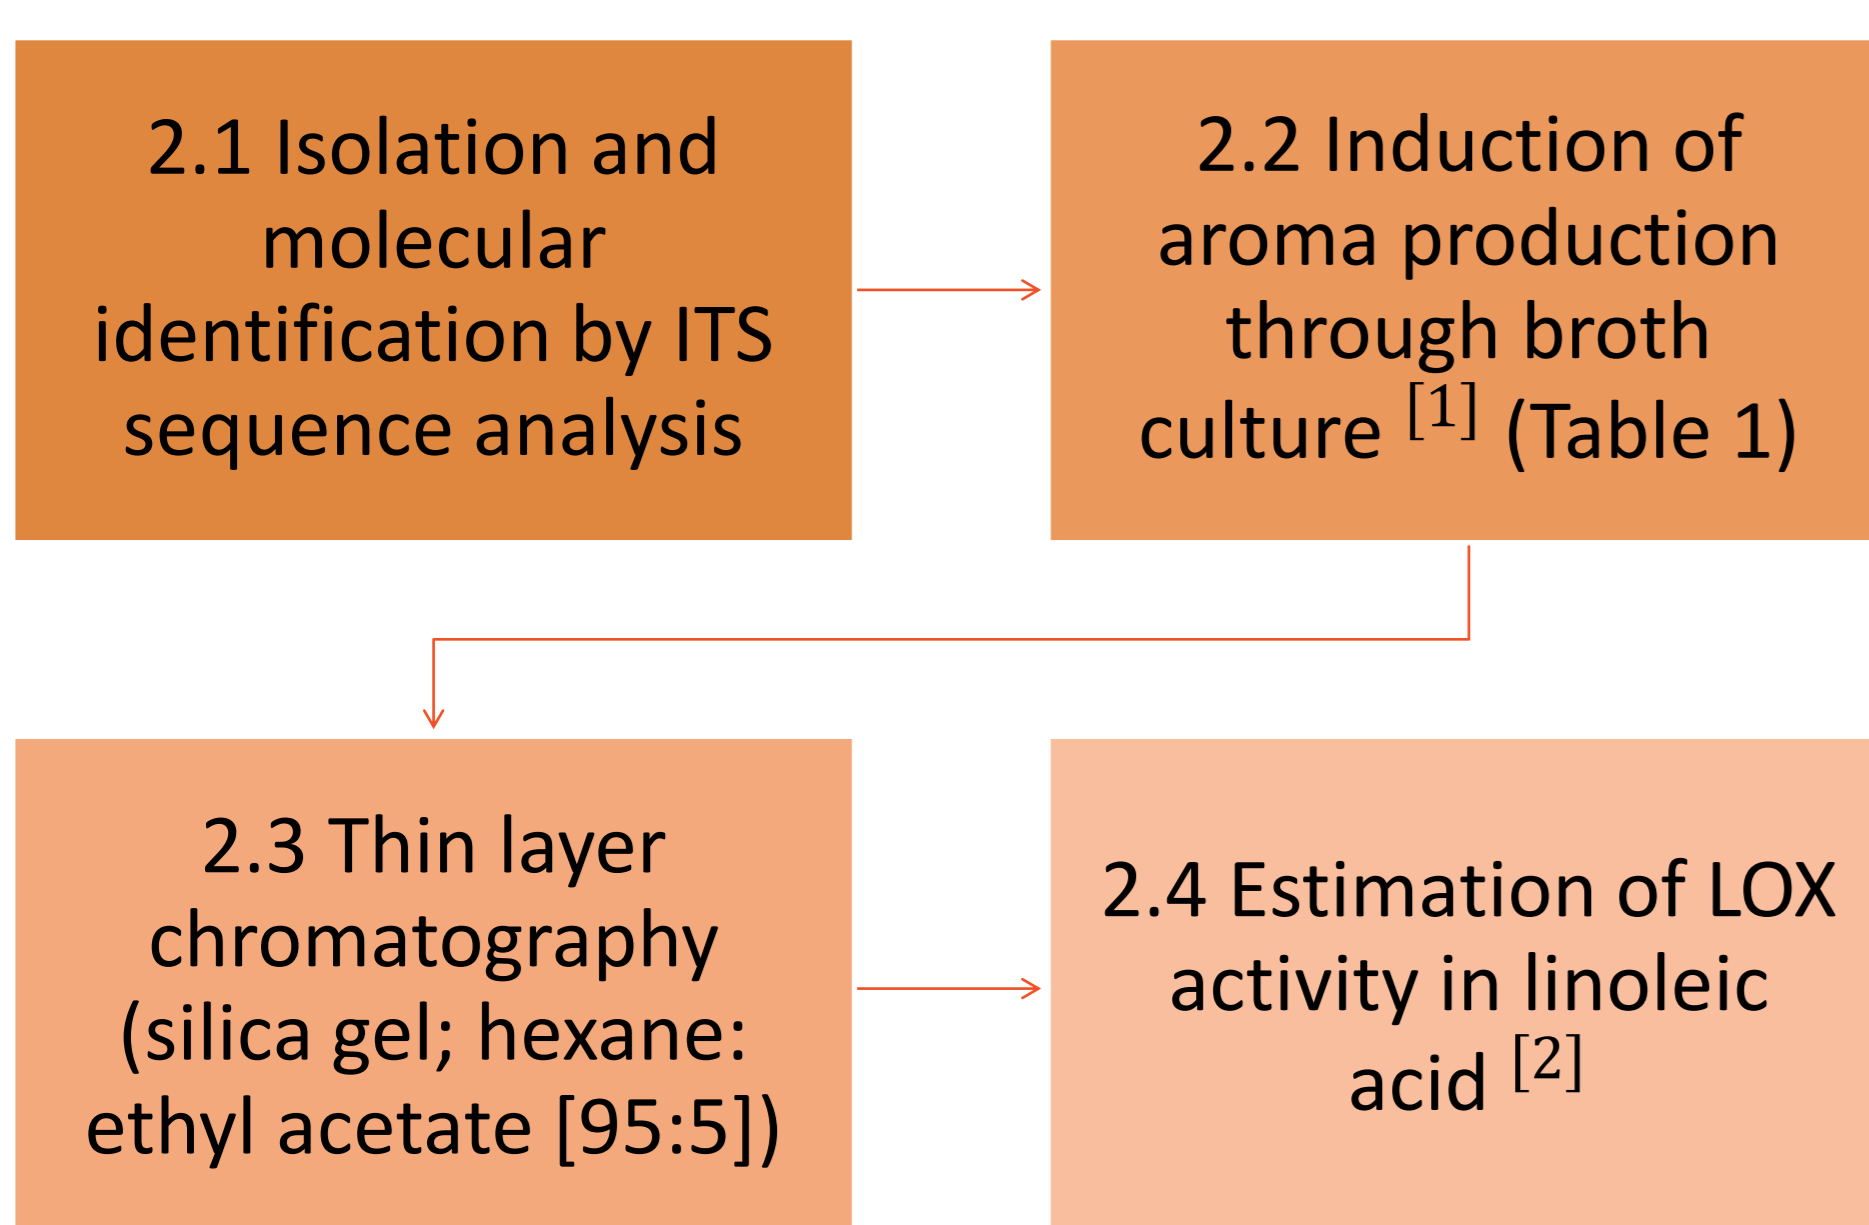 2.1 Isolation and
molecular
identification by ITS
sequence analysis
2.2 Induction of
aroma production
through broth
culture [1] (Table 1)
2.3 Thin layer
chromatography
(silica gel; hexane:
ethyl acetate [95:5])
2.4 Estimation of LOX
activity in linoleic
acid [2]